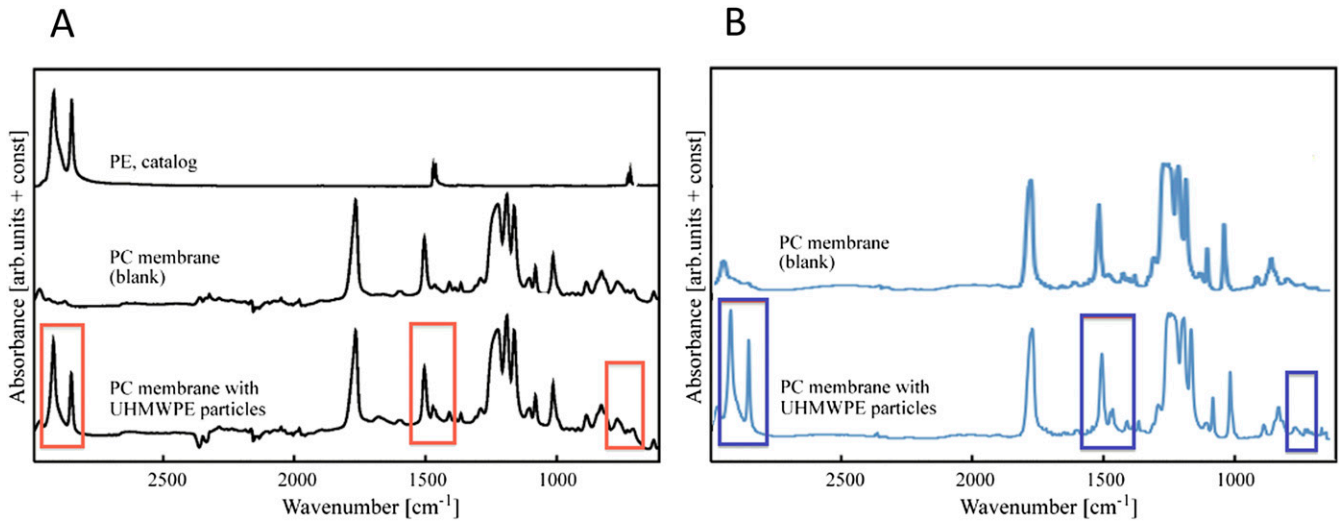 A
Absorbance [arb.units + const]
PE, catalog
PC membrane
(blank)
PC membrane with
UHMWPE particles
2500 2000 1500 1000
Wavenumber [cm-1]
B
Absorbance [arb.units + const]
PC membrane
(blank)
PC membrane with
UHMWPE particles
2500 2000 1500 1000
Wavenumber [cm-1]